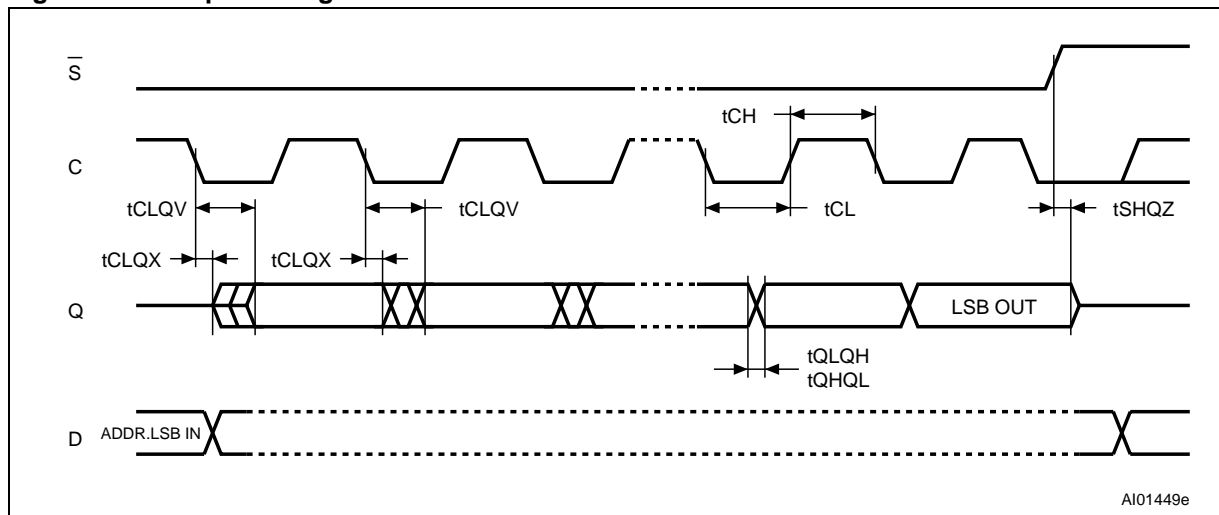 S
tCH
C
tCLQV
tCLQV
tCL
tSHQZ
tCLQX
tCLQX
Q
LSB OUT
tQLQH
tQHQL
D
ADDR.LSB IN
AI01449e